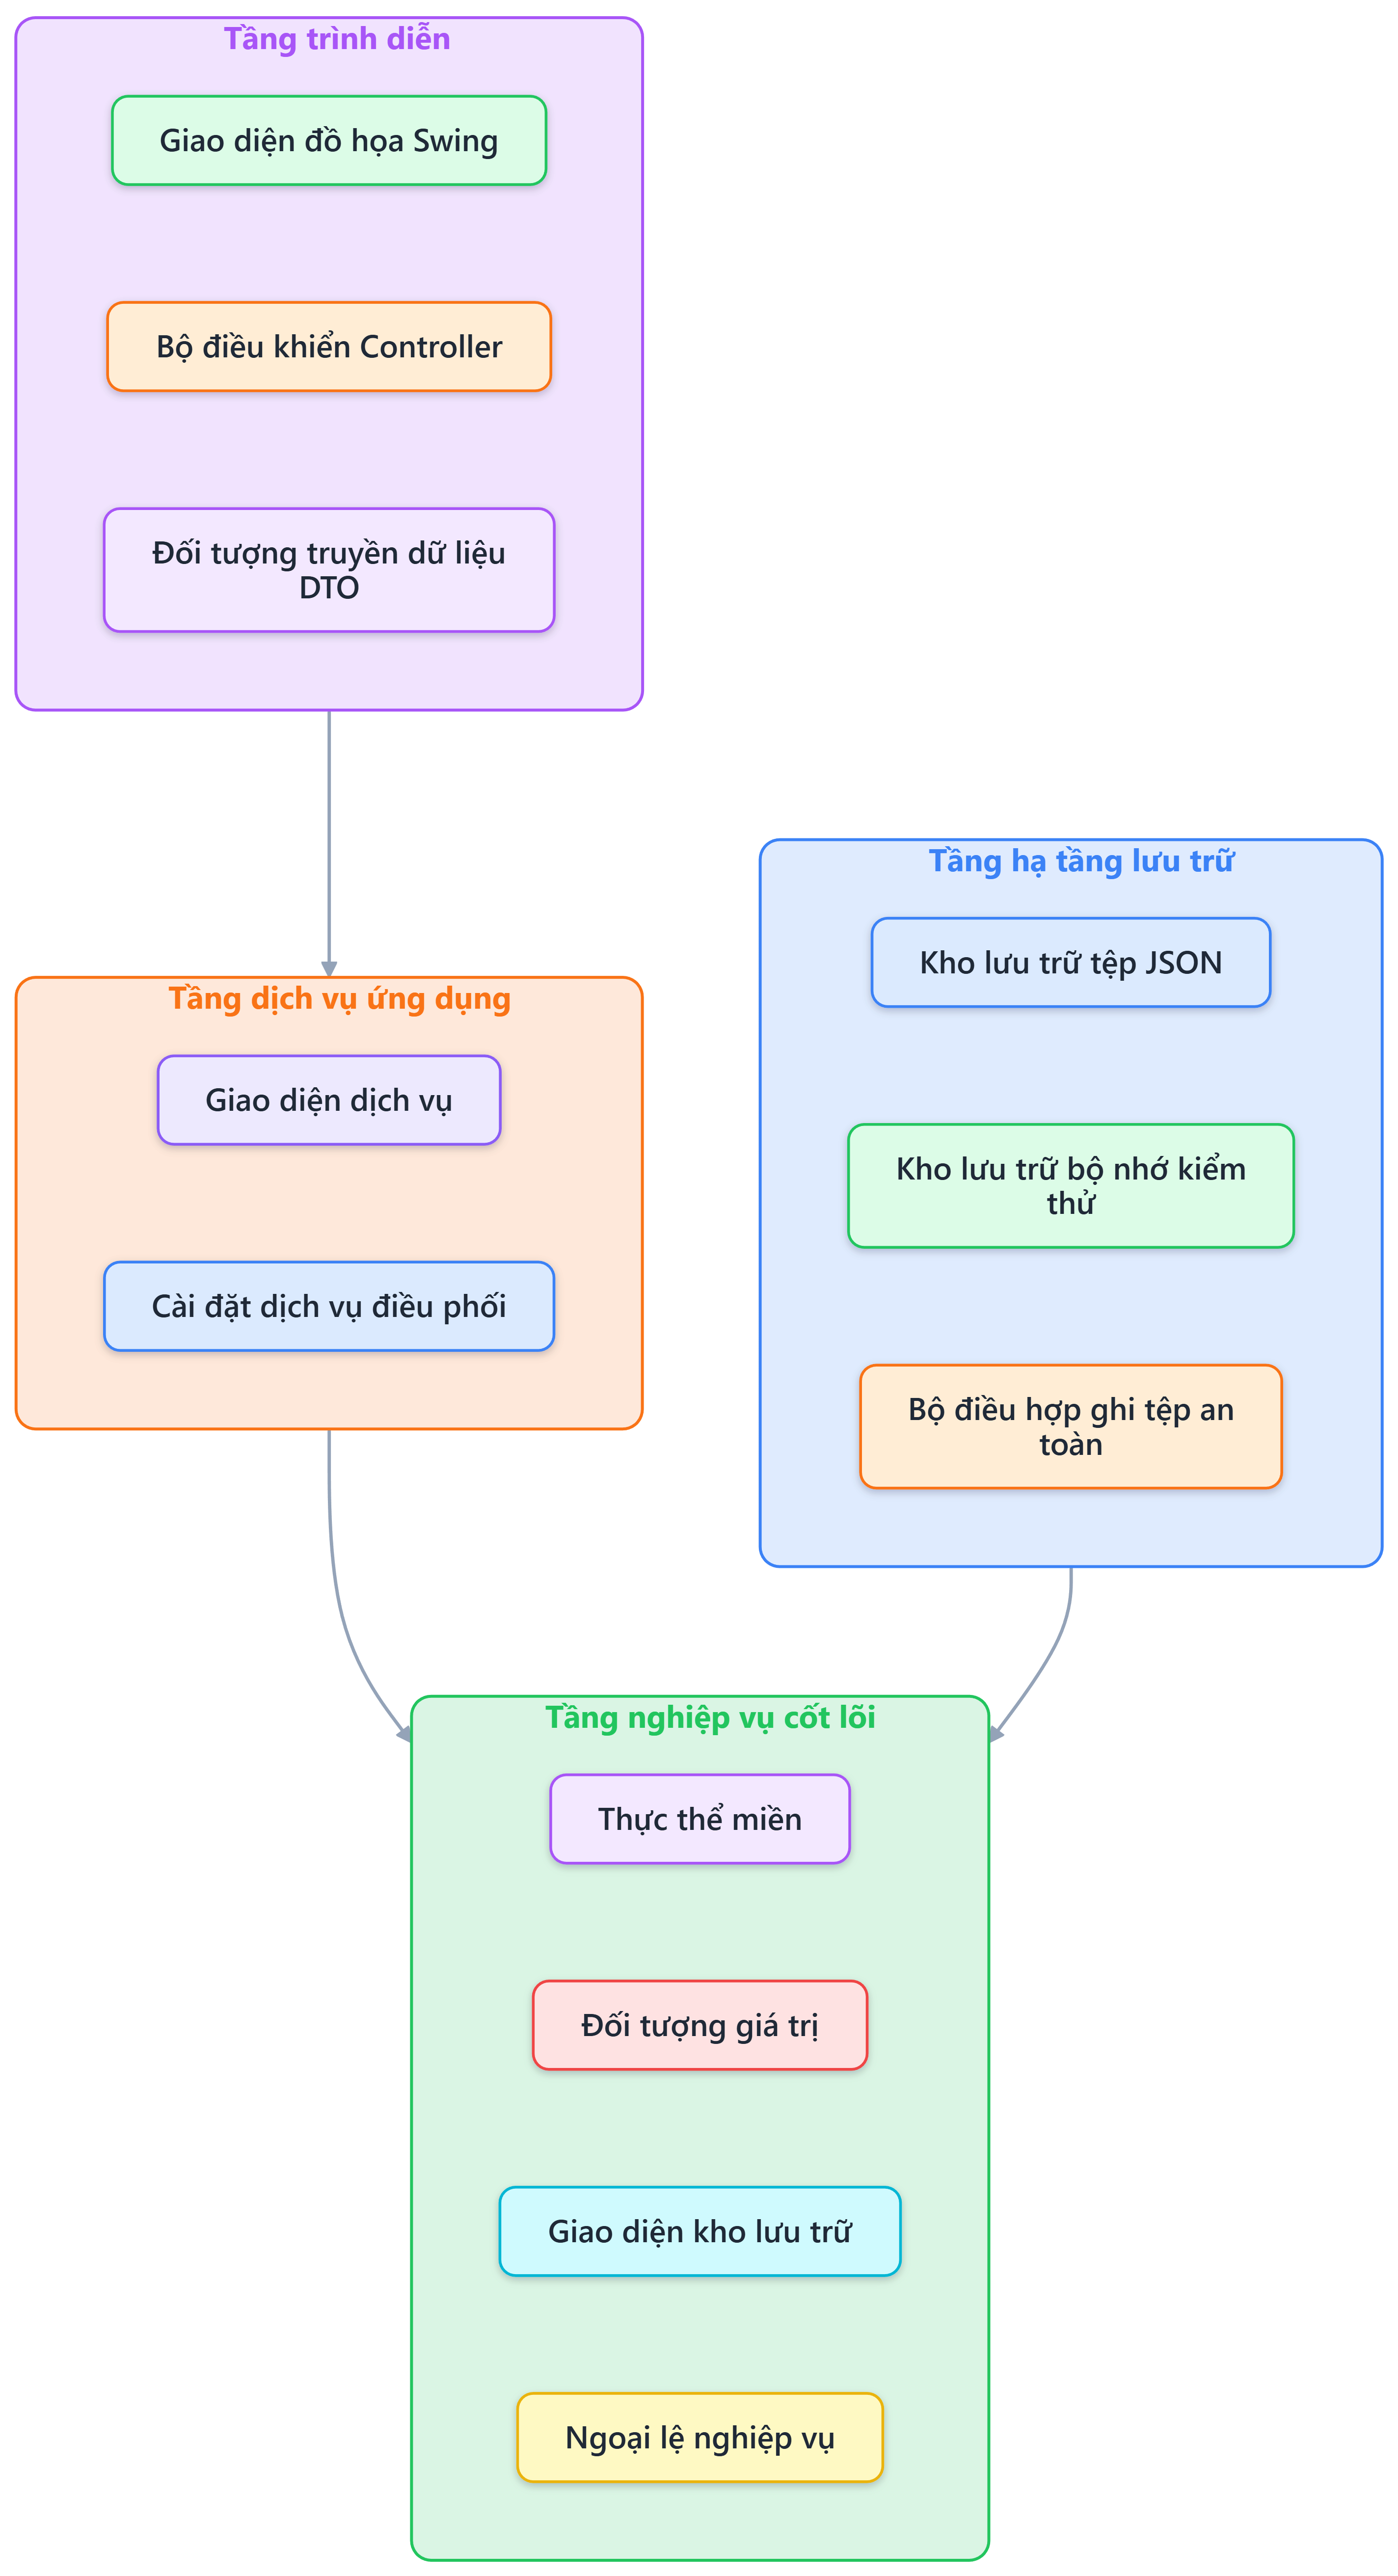 Tầng trình diễn
Giao diện đồ họa Swing
Bộ điều khiển Controller
Đối tượng truyền dữ liệu
DTO
Tầng dịch vụ ứng dụng
Giao diện dịch vụ
Cài đặt dịch vụ điều phối
Tầng hạ tầng lưu trữ
Kho lưu trữ tệp JSON
Kho lưu trữ bộ nhớ kiểm
thử
Bộ điều hợp ghi tệp an
toàn
Tầng nghiệp vụ cốt lõi
Thực thể miền
Đối tượng giá trị
Giao diện kho lưu trữ
Ngoại lệ nghiệp vụ